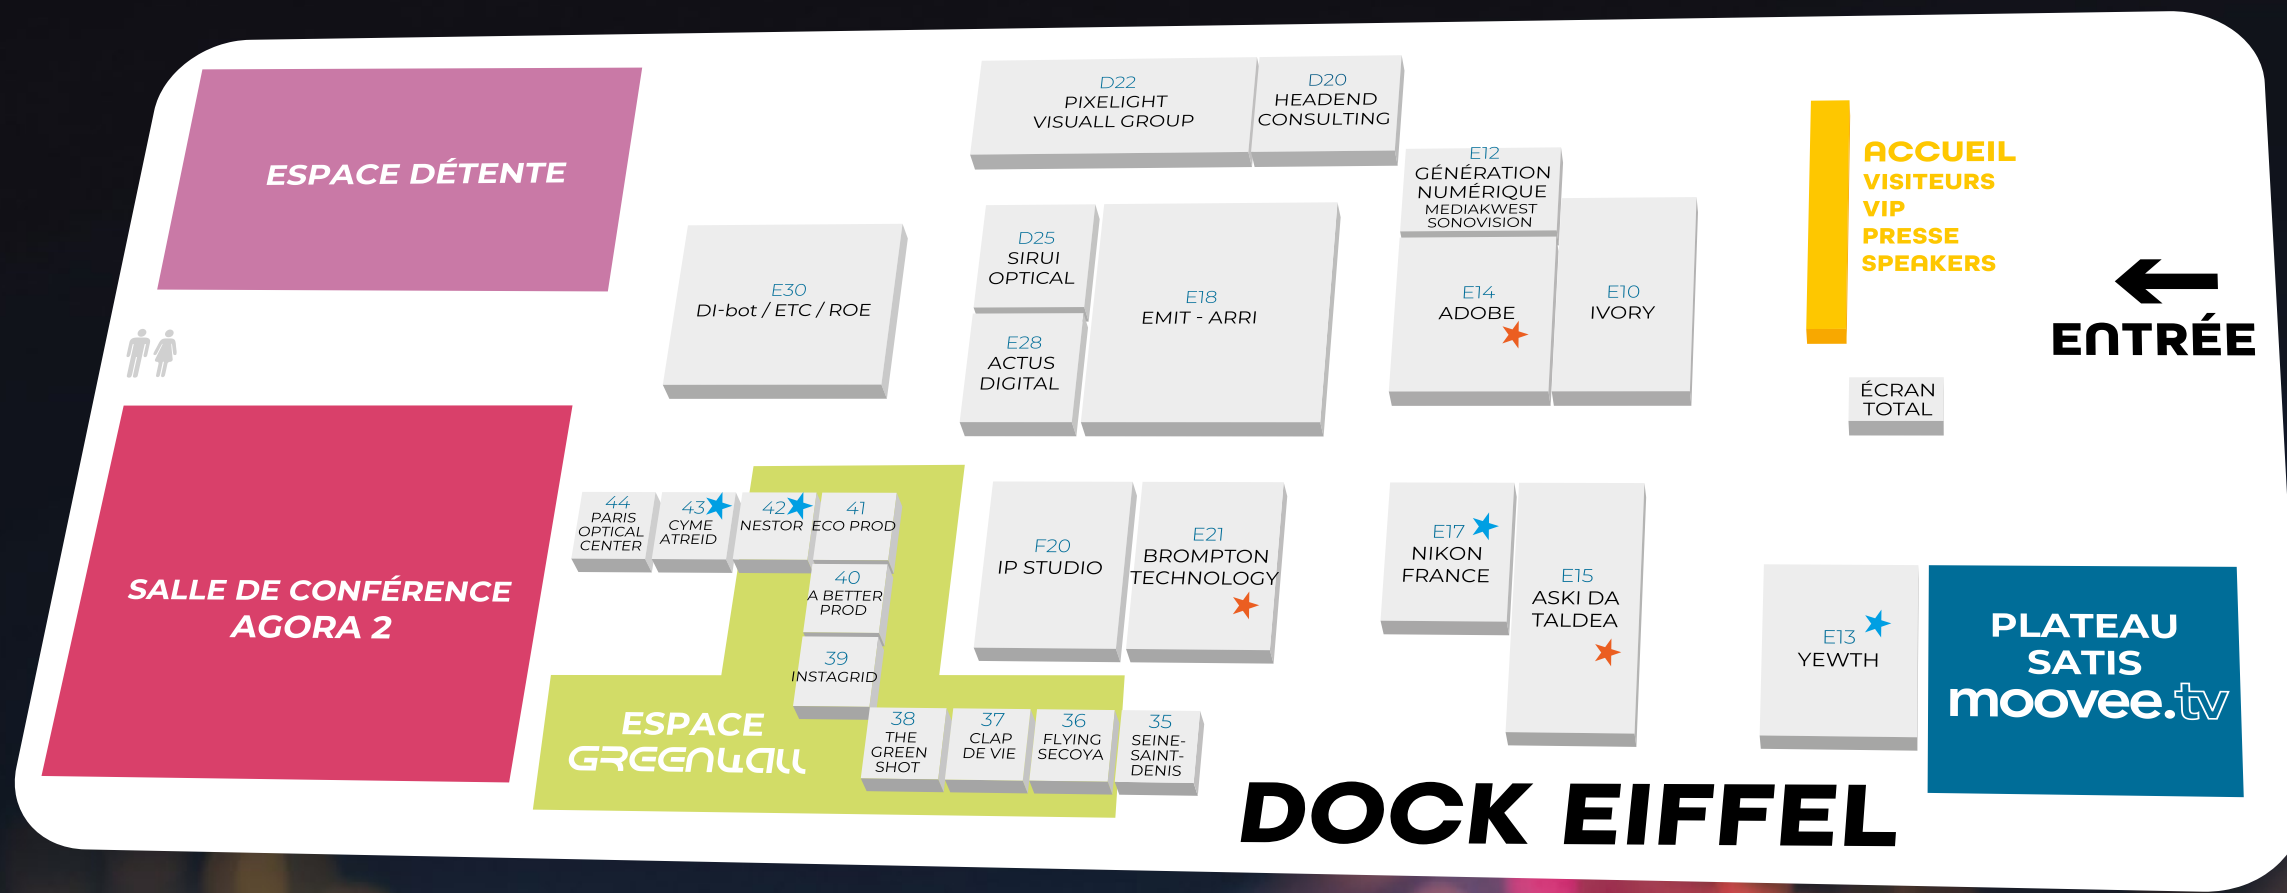 ESPACE DÉTENTE
D22
PIXELIGHT
VISUALL GROUP
D20
HEADEND
CONSULTING
E12
GÉNÉRATION
NUMÉRIQUE
MEDIAKWEST
SONOVISION
ACCUEIL
VISITEURS
VIP
PRESSE
SPEAKERS
ENTRÉE
E30
DI-bot / ETC / ROE
D25
SIRUI
OPTICAL
E28
ACTUS
DIGITAL
E18
EMIT - ARRI
E14
ADOBE
E10
IVORY
ÉCRAN
TOTAL
SALLE DE CONFÉRENCE
AGORA 2
44
PARIS
OPTICAL
CENTER
43
CYME
ATREID
42
NESTOR
41
ECO PROD
40
A BETTER
PROD
39
INSTAGRID
F20
IP STUDIO
E21
BROMPTON
TECHNOLOGY
E17
NIKON
FRANCE
E15
ASKI DA
TALDEA
E13
YEWTH
PLATEAU
SATIS
moovee.tv
ESPACE
GREENWALL
38
THE
GREEN
SHOT
37
CLAP
DE VIE
36
FLYING
SECOYA
35
SEINE-
SAINT-
DENIS
DOCK EIFFEL